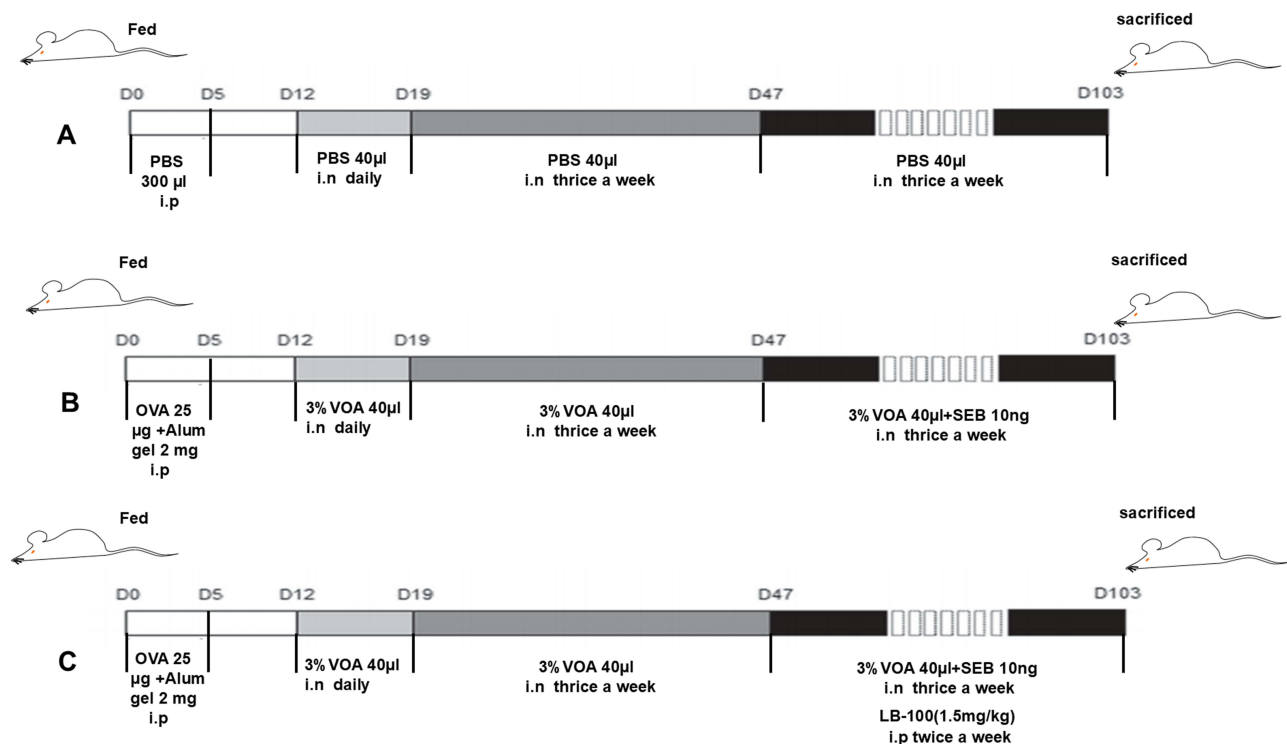 Fed
sacrificed
D0 D5 D12 D19 D47 D103
A
PBS
300 µl
i.p
PBS 40µl
i.n daily
PBS 40µl
i.n thrice a week
PBS 40µl
i.n thrice a week
Fed
sacrificed
D0 D5 D12 D19 D47 D103
B
OVA 25
µg +Alum
gel 2 mg
i.p
3% VOA 40µl
i.n daily
3% VOA 40µl
i.n thrice a week
3% VOA 40µl+SEB 10ng
i.n thrice a week
Fed
sacrificed
D0 D5 D12 D19 D47 D103
C
OVA 25
µg +Alum
gel 2 mg
i.p
3% VOA 40µl
i.n daily
3% VOA 40µl
i.n thrice a week
3% VOA 40µl+SEB 10ng
i.n thrice a week
LB-100(1.5mg/kg)
i.p twice a week